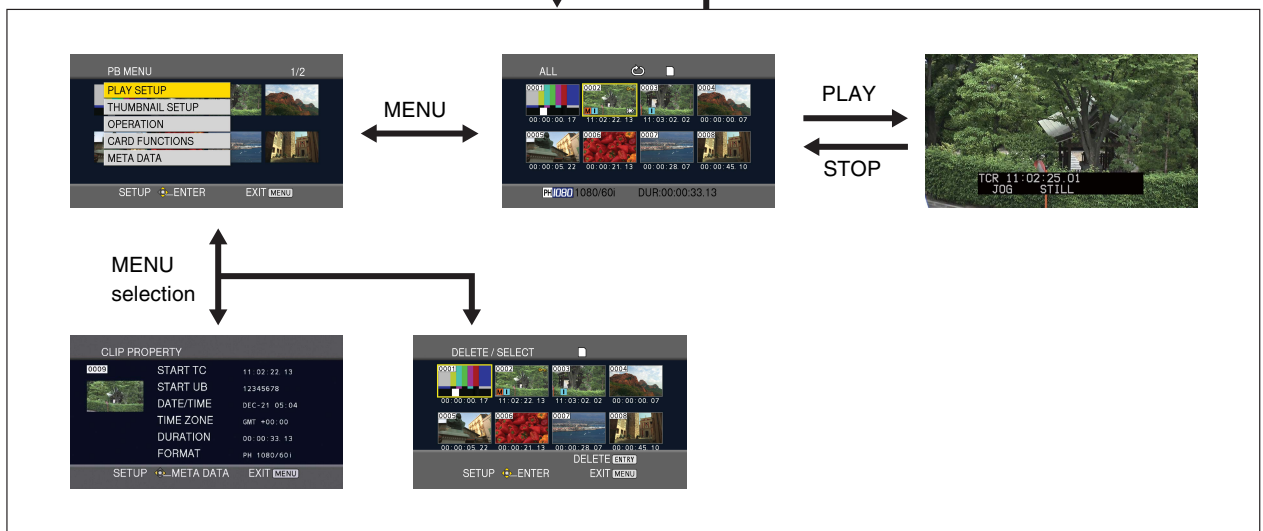 PB MENU 1/2
PLAY SETUP
THUMBNAIL SETUP
OPERATION
CARD FUNCTIONS
META DATA
SETUP ENTER EXIT MENU
MENU
ALL
0001 0002 0003 0004
M I I
00:00:00.17 11:02:22.13 11:03:02.02 00:00:00.07
0005 0006 0007 0008
00:00:05.22 00:00:21.13 00:00:28.07 00:00:45.10
PH 1080 1080/60i DUR:00:00:33.13
PLAY
STOP
TCR 11:02:25.01
JOG STILL
MENU
selection
CLIP PROPERTY
0009
START TC 11:02:22.13
START UB 12345678
DATE/TIME DEC-21 05:04
TIME ZONE GMT +00:00
DURATION 00:00:33.13
FORMAT PH 1080/60i
SETUP META DATA EXIT MENU
DELETE / SELECT
0001 0002 0003 0004
M I I
00:00:00.17 11:02:22.13 11:03:02.02 00:00:00.07
0005 0006 0007 0008
00:00:05.22 00:00:21.13 00:00:28.07 00:00:45.10
DELETE ENTRY
SETUP ENTER EXIT MENU